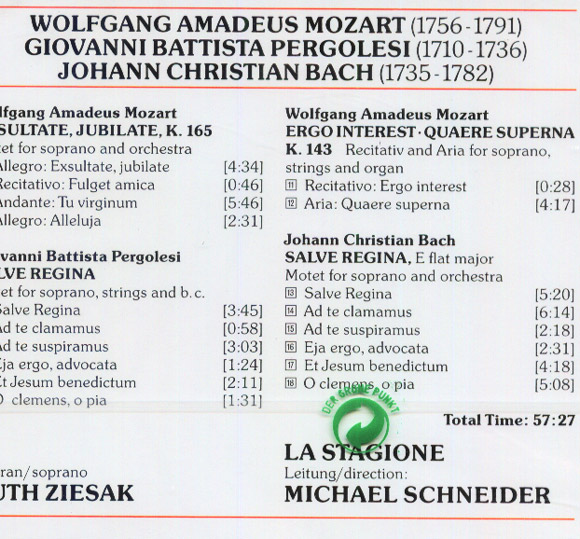 WOLFGANG AMADEUS MOZART (1756-1791)
GIOVANNI BATTISTA PERGOLESI (1710-1736)
JOHANN CHRISTIAN BACH (1735-1782)
lfgang Amadeus Mozart
SULTATE, JUBILATE, K. 165
et for soprano and orchestra
Allegro: Exsultate, jubilate [4:34]
Recitativo: Fulget amica [0:46]
Andante: Tu virginum [5:46]
Allegro: Alleluja [2:31]
vanni Battista Pergolesi
LVE REGINA
et for soprano, strings and b. c.
Salve Regina [3:45]
Ad te clamamus [0:58]
Ad te suspiramus [3:03]
Eja ergo, advocata [1:24]
Et Jesum benedictum [2:11]
O clemens, o pia [1:31]
ran/soprano
UTH ZIESAK
Wolfgang Amadeus Mozart
ERGO INTEREST · QUAERE SUPERNA
K. 143 Recitativ and Aria for soprano,
strings and organ
11 Recitativo: Ergo interest [0:28]
12 Aria: Quaere superna [4:17]
Johann Christian Bach
SALVE REGINA, E flat major
Motet for soprano and orchestra
13 Salve Regina [5:20]
14 Ad te clamamus [6:14]
15 Ad te suspiramus [2:18]
16 Eja ergo, advocata [2:31]
17 Et Jesum benedictum [4:18]
18 O clemens, o pia [5:08]
DER GRÜNE PUNKT
Total Time: 57:27
LA STAGIONE
Leitung/direction:
MICHAEL SCHNEIDER